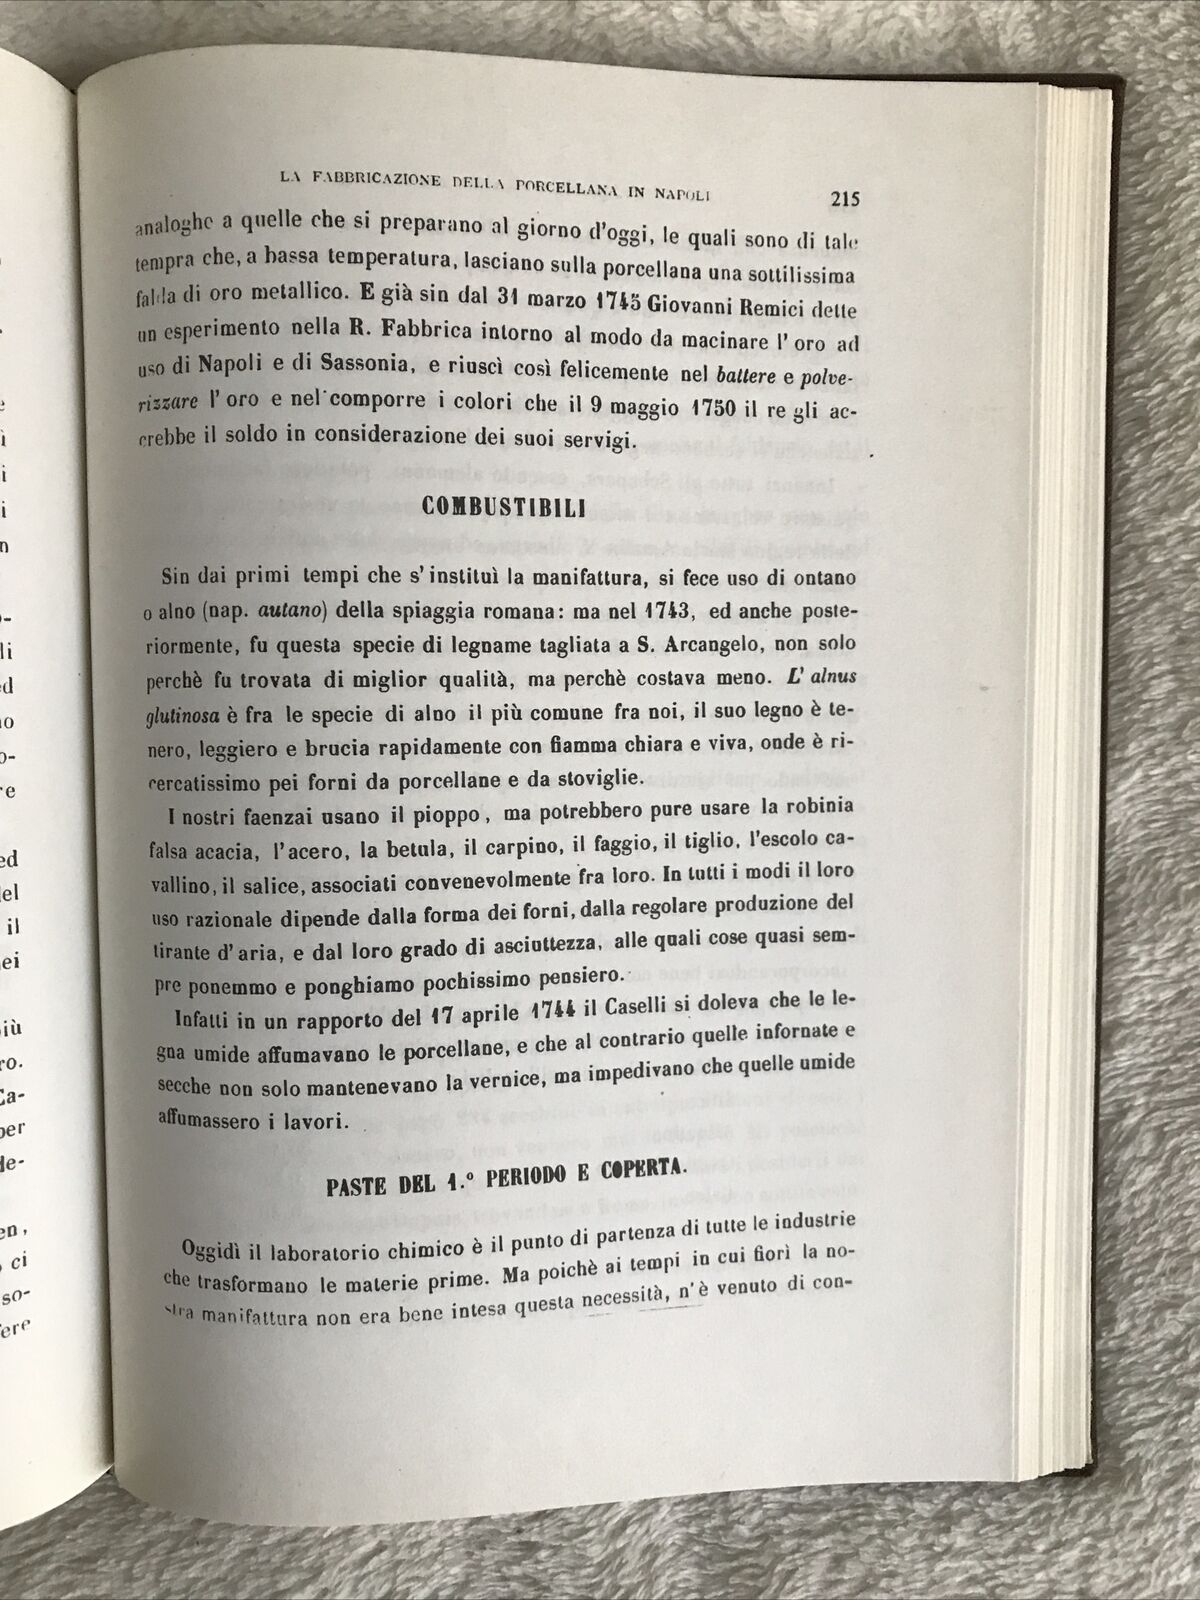 LA FABBRICAZIONE DELLA PORCELLANA IN NAPOLI 215
analoghe a quelle che si preparano al giorno d'oggi, le quali sono di tale
tempra che, a bassa temperatura, lasciano sulla porcellana una sottilissima
falda di oro metallico. E già sin dal 31 marzo 1745 Giovanni Remici dette
un esperimento nella R. Fabbrica intorno al modo da macinare l'oro ad
uso di Napoli e di Sassonia, e riuscì così felicemente nel battere e polve-
rizzare l'oro e nel comporre i colori che il 9 maggio 1750 il re gli ac-
crebbe il soldo in considerazione dei suoi servigi.
COMBUSTIBILI
Sin dai primi tempi che s'instituì la manifattura, si fece uso di ontano
o alno (nap. autano) della spiaggia romana: ma nel 1743, ed anche poste-
riormente, fu questa specie di legname tagliata a S. Arcangelo, non solo
perchè fu trovata di miglior qualità, ma perchè costava meno. L'alnus
glutinosa è fra le specie di alno il più comune fra noi, il suo legno è te-
nero, leggiero e brucia rapidamente con fiamma chiara e viva, onde è ri-
cercatissimo pei forni da porcellane e da stoviglie.
I nostri faenzai usano il pioppo, ma potrebbero pure usare la robinia
falsa acacia, l'acero, la betula, il carpino, il faggio, il tiglio, l'escolo ca-
vallino, il salice, associati convenevolmente fra loro. In tutti i modi il loro
uso razionale dipende dalla forma dei forni, dalla regolare produzione del
tirante d'aria, e dal loro grado di asciuttezza, alle quali cose quasi sem-
pre ponemmo e ponghiamo pochissimo pensiero.
Infatti in un rapporto del 17 aprile 1744 il Caselli si doleva che le le-
gna umide affumavano le porcellane, e che al contrario quelle infornate e
secche non solo mantenevano la vernice, ma impedivano che quelle umide
affumassero i lavori.
PASTE DEL 1.° PERIODO E COPERTA.
Oggidì il laboratorio chimico è il punto di partenza di tutte le industrie
che trasformano le materie prime. Ma poichè ai tempi in cui fiorì la no-
stra manifattura non era bene intesa questa necessità, n'è venuto di con-